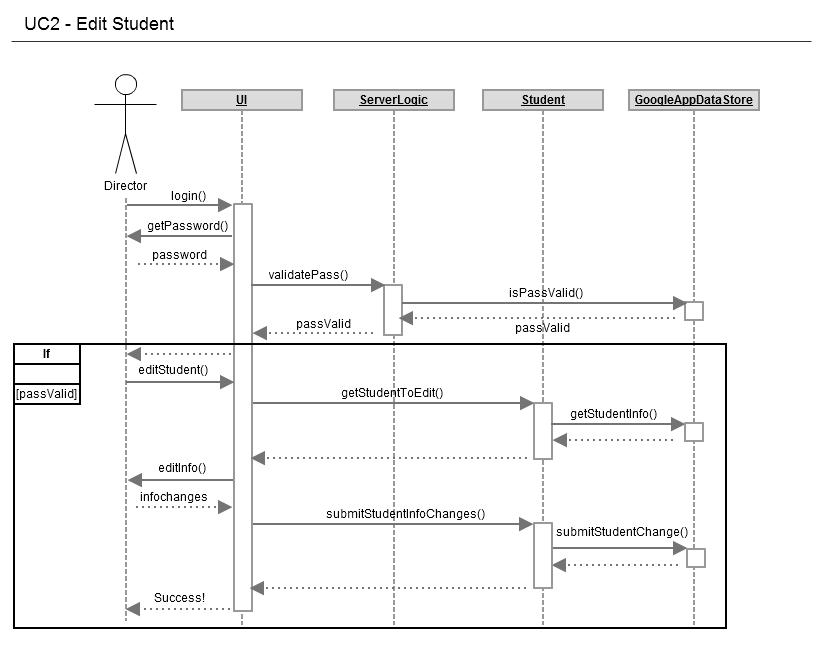 UC2 - Edit Student
UI
ServerLogic
Student
GoogleAppDataStore
Director
login()
getPassword()
password
validatePass()
isPassValid()
passValid
passValid
If
editStudent()
[passValid]
getStudentToEdit()
getStudentInfo()
editInfo()
infochanges
submitStudentInfoChanges()
submitStudentChange()
Success!